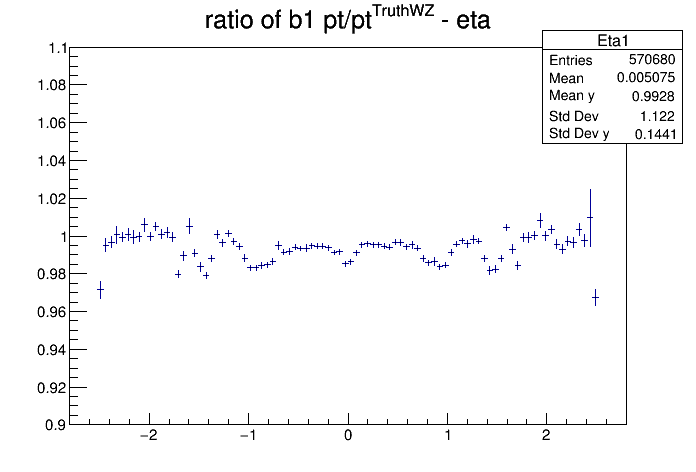 ratio of b1 pt/pt^TruthWZ - eta
Eta1
Entries 570680
Mean 0.005075
Mean y 0.9928
Std Dev 1.122
Std Dev y 0.1441
1.1
1.08
1.06
1.04
1.02
1
0.98
0.96
0.94
0.92
0.9
−2 −1 0 1 2